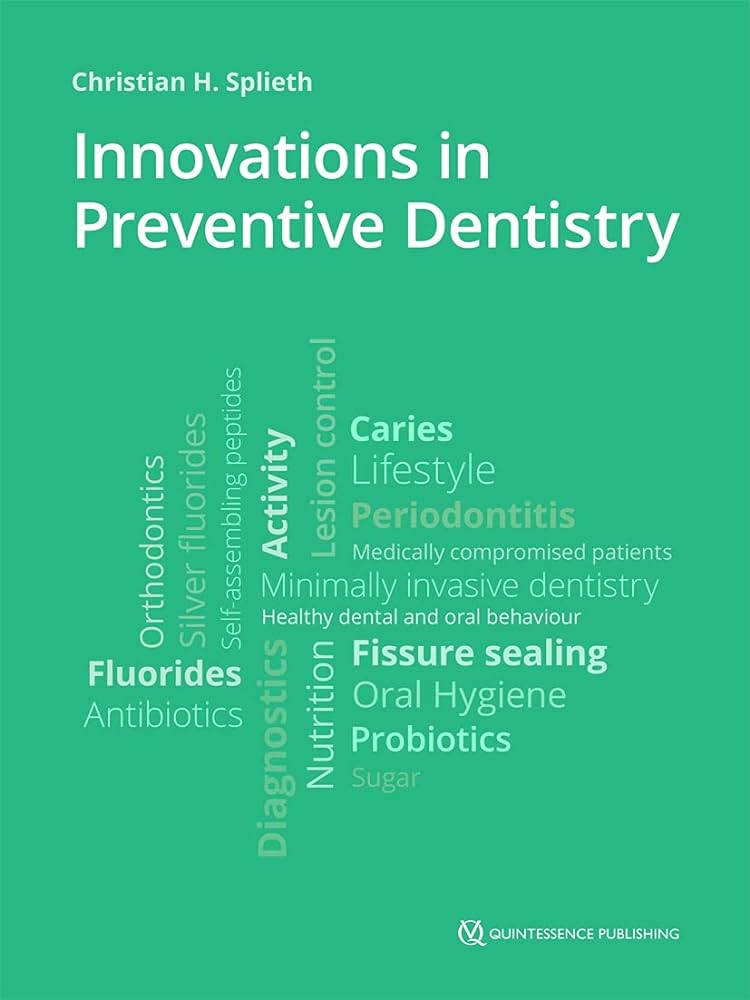 Christian H. Splieth
Innovations in
Preventive Dentistry
Orthodontics
Silver fluorides
Self-assembling peptides
Activity
Lesion control
Caries
Lifestyle
Periodontitis
Medically compromised patients
Minimally invasive dentistry
Healthy dental and oral behaviour
Fluorides
Antibiotics
Diagnostics
Nutrition
Fissure sealing
Oral Hygiene
Probiotics
Sugar
QUINTESSENCE PUBLISHING